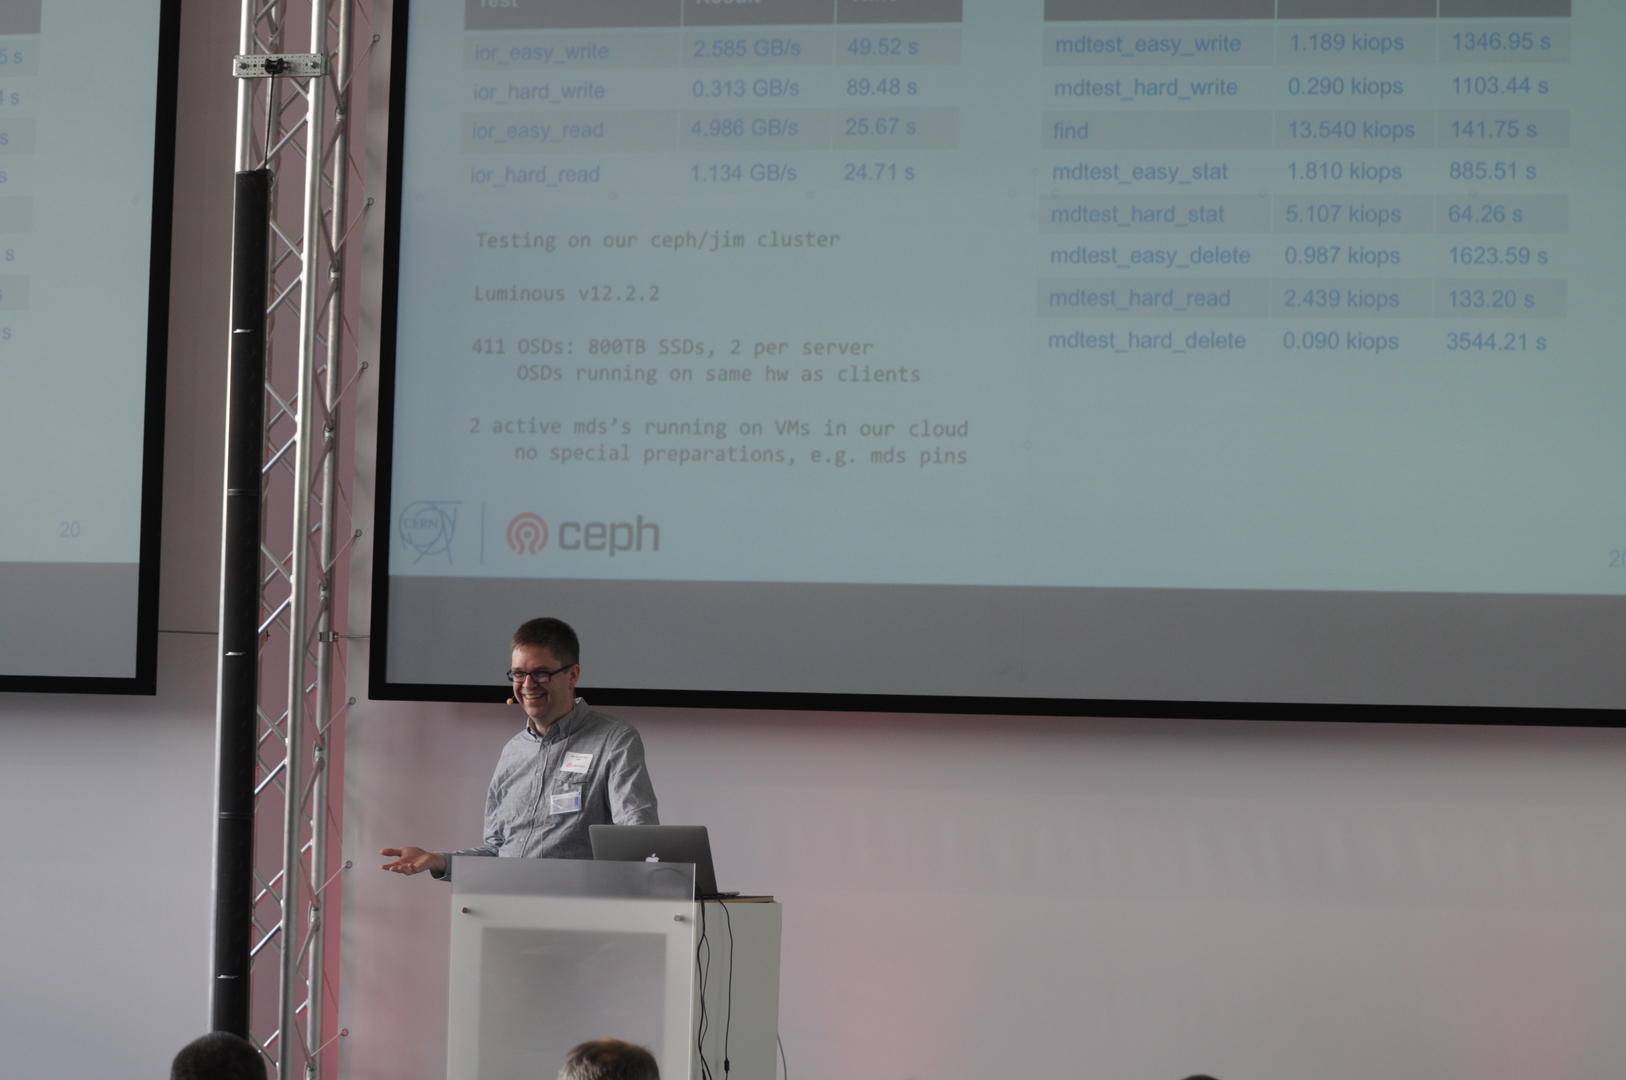 5 s
s
s
s
s
s
20
Test Result
ior_easy_write 2.585 GB/s 49.52 s
ior_hard_write 0.313 GB/s 89.48 s
ior_easy_read 4.986 GB/s 25.67 s
ior_hard_read 1.134 GB/s 24.71 s
Testing on our ceph/jim cluster
Luminous v12.2.2
411 OSDs: 800TB SSDs, 2 per server
OSDs running on same hw as clients
2 active mds’s running on VMs in our cloud
no special preparations, e.g. mds pins
CERN
ceph
mdtest_easy_write 1.189 kiops 1346.95 s
mdtest_hard_write 0.290 kiops 1103.44 s
find 13.540 kiops 141.75 s
mdtest_easy_stat 1.810 kiops 885.51 s
mdtest_hard_stat 5.107 kiops 64.26 s
mdtest_easy_delete 0.987 kiops 1623.59 s
mdtest_hard_read 2.439 kiops 133.20 s
mdtest_hard_delete 0.090 kiops 3544.21 s